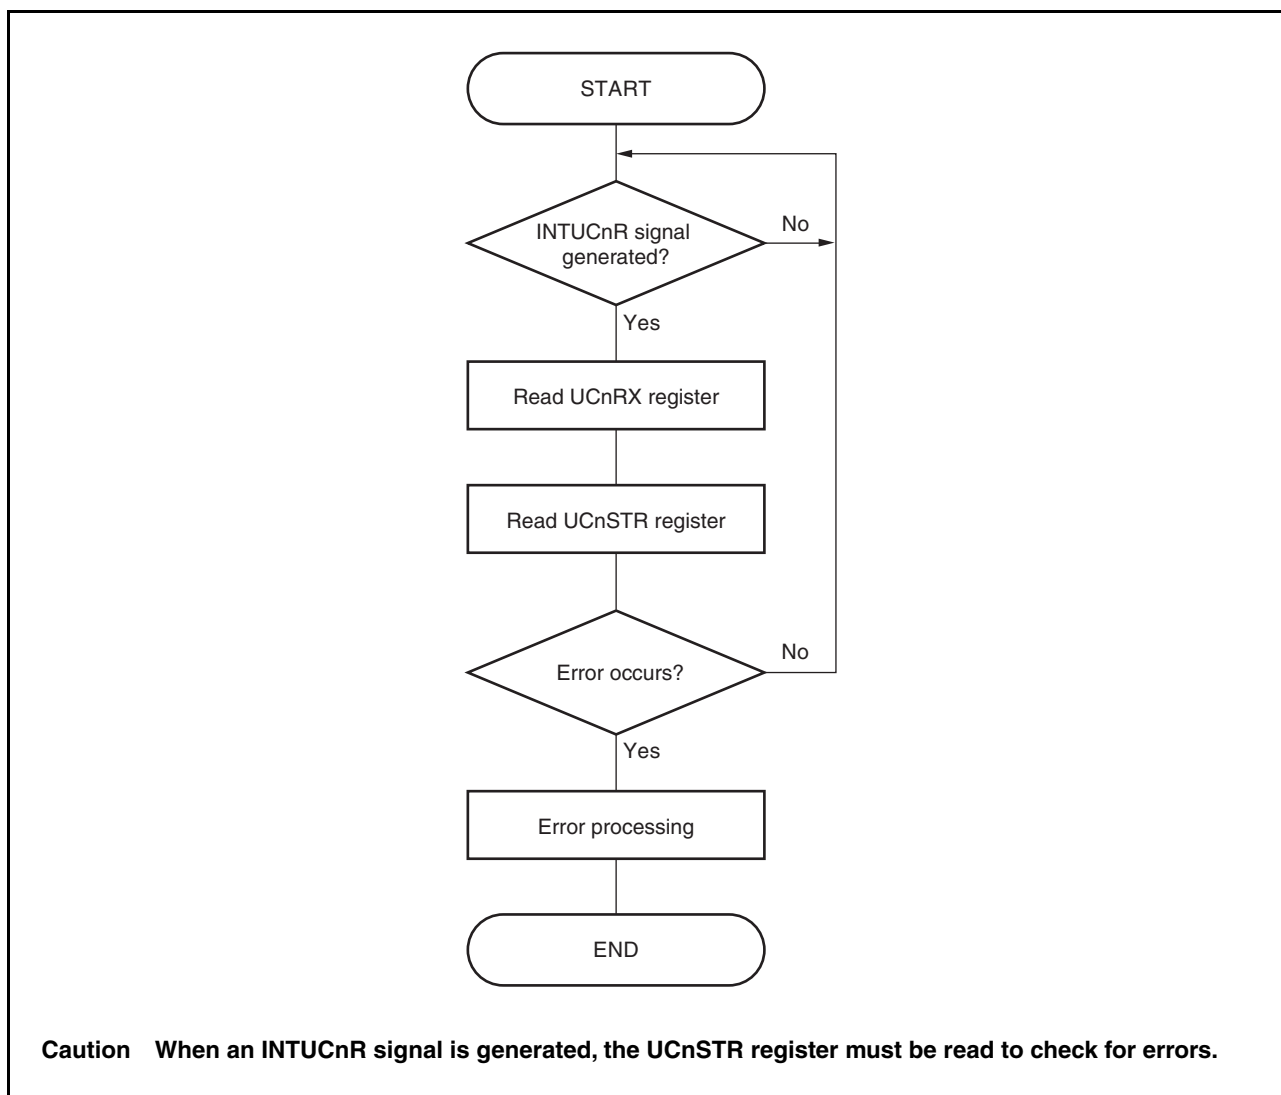 START
INTUCnR signal
generated?
No
Yes
Read UCnRX register
Read UCnSTR register
Error occurs?
No
Yes
Error processing
END
Caution When an INTUCnR signal is generated, the UCnSTR register must be read to check for errors.